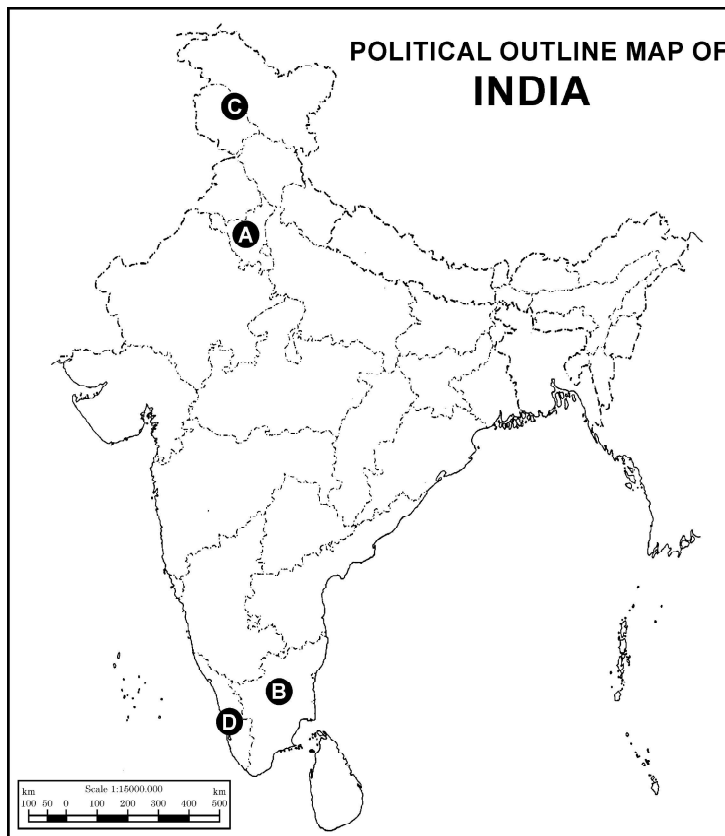 POLITICAL OUTLINE MAP OF
INDIA
C
A
B
D
Scale 1:15000.000
km km
100 50 0 100 200 300 400 500